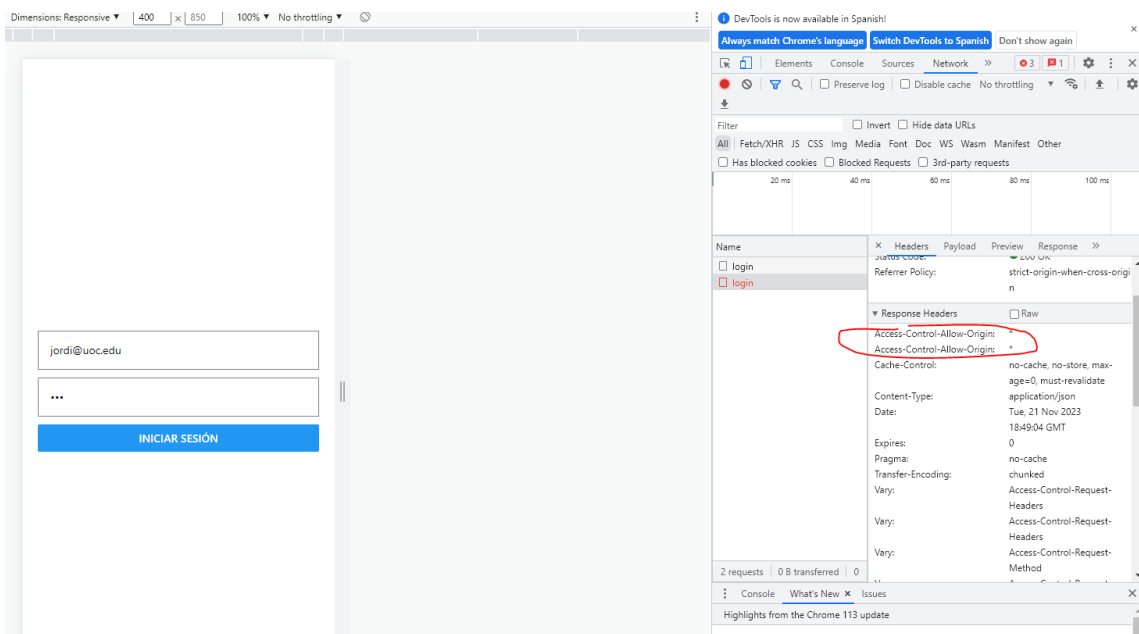 Dimensions: Responsive ▼ 400 × 850 100% ▼ No throttling ▼
DevTools is now available in Spanish!
Always match Chrome's language Switch DevTools to Spanish Don't show again
Elements Console Sources Network » 3 1
Preserve log Disable cache No throttling ▼
Filter Invert Hide data URLs
All Fetch/XHR JS CSS Img Media Font Doc WS Wasm Manifest Other
Has blocked cookies Blocked Requests 3rd-party requests
20 ms 40 ms 60 ms 80 ms 100 ms
Name
login
login
2 requests 0 B transferred 0
× Headers Payload Preview Response »
Status Code: 200 OK
Referrer Policy: strict-origin-when-cross-origi
n
▼ Response Headers Raw
Access-Control-Allow-Origin: *
Access-Control-Allow-Origin: *
Cache-Control: no-cache, no-store, max-
age=0, must-revalidate
Content-Type: application/json
Date: Tue, 21 Nov 2023
18:49:04 GMT
Expires: 0
Pragma: no-cache
Transfer-Encoding: chunked
Vary: Access-Control-Request-
Headers
Vary: Access-Control-Request-
Headers
Vary: Access-Control-Request-
Method
jordi@uoc.edu
•••
INICIAR SESIÓN
Console What's New × Issues
Highlights from the Chrome 113 update